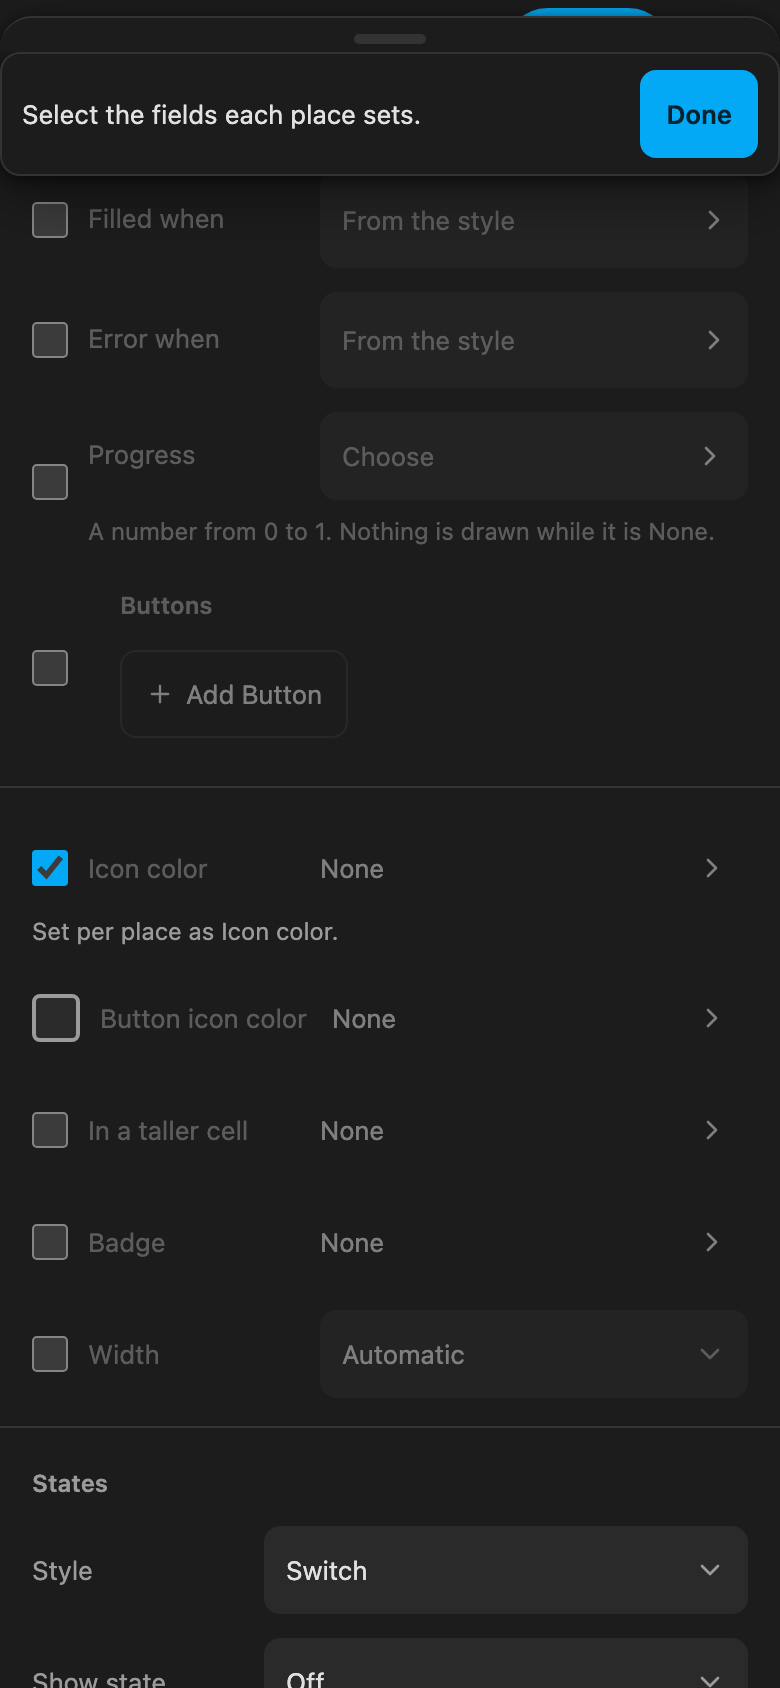 Select the fields each place sets.
Done
Filled when
From the style
Error when
From the style
Progress
Choose
A number from 0 to 1. Nothing is drawn while it is None.
Buttons
+ Add Button
Icon color
None
Set per place as Icon color.
Button icon color
None
In a taller cell
None
Badge
None
Width
Automatic
States
Style
Switch
Show state
Off